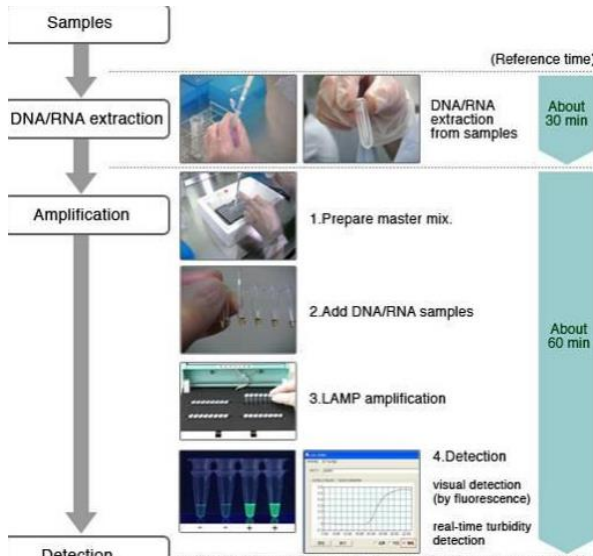 Samples
(Reference time)
DNA/RNA extraction
DNA/RNA
extraction
from samples
About
30 min
Amplification
1.Prepare master mix.
2.Add DNA/RNA samples
About
60 min
3.LAMP amplification
4.Detection
visual detection
(by fluorescence)
real-time turbidity
detection
- - + +
Detection